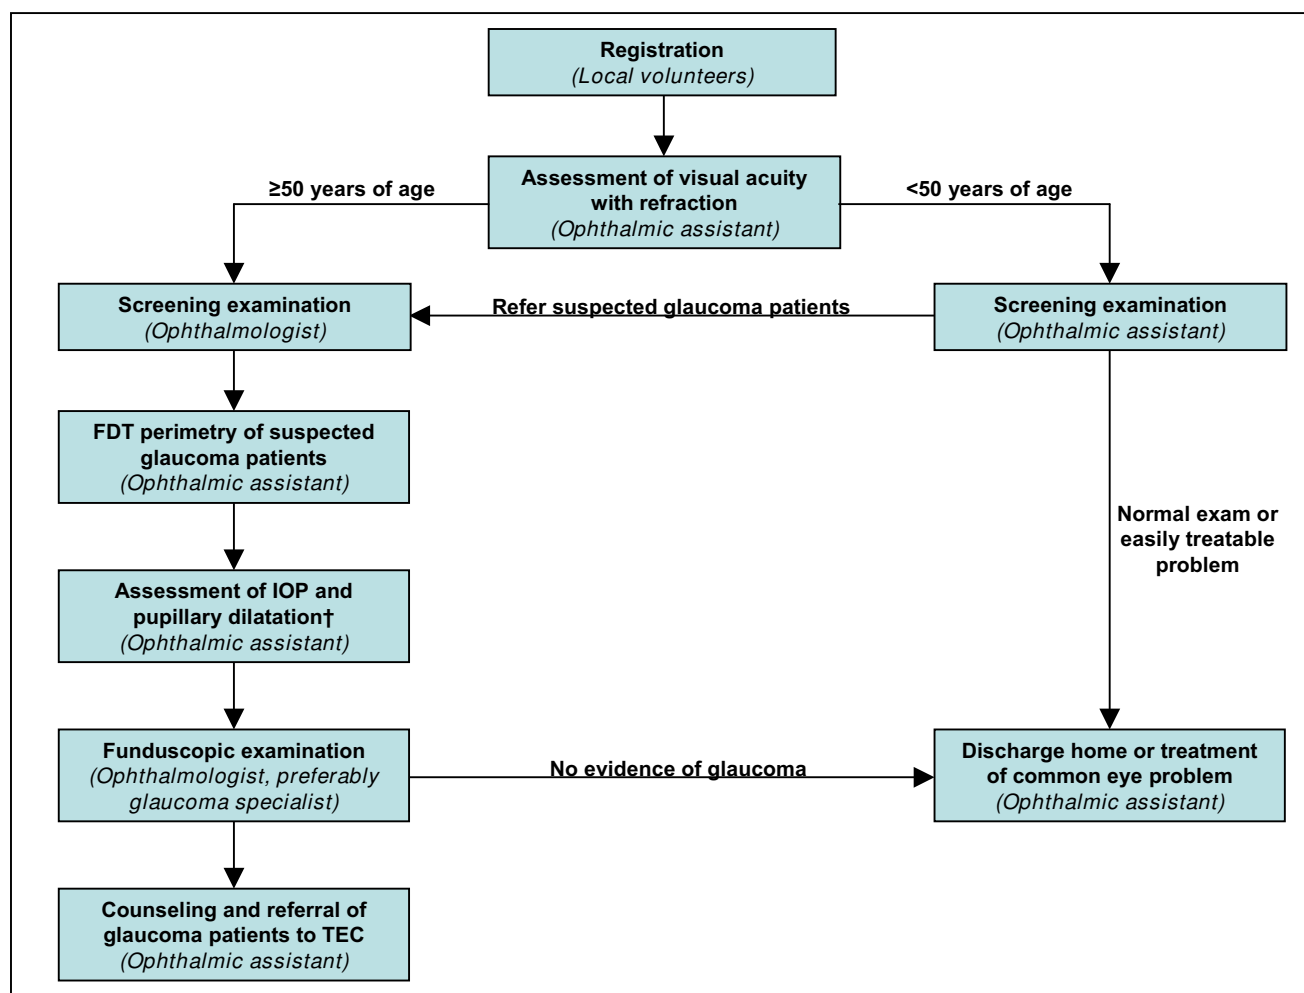 Registration
(Local volunteers)
≥50 years of age
Assessment of visual acuity
with refraction
(Ophthalmic assistant)
<50 years of age
Screening examination
(Ophthalmologist)
Refer suspected glaucoma patients
Screening examination
(Ophthalmic assistant)
FDT perimetry of suspected
glaucoma patients
(Ophthalmic assistant)
Normal exam or
easily treatable
problem
Assessment of IOP and
pupillary dilatation†
(Ophthalmic assistant)
Funduscopic examination
(Ophthalmologist, preferably
glaucoma specialist)
No evidence of glaucoma
Discharge home or treatment
of common eye problem
(Ophthalmic assistant)
Counseling and referral of
glaucoma patients to TEC
(Ophthalmic assistant)